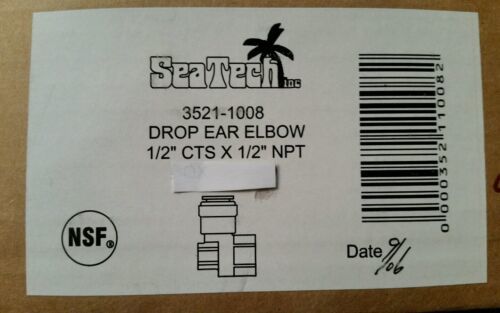 SeaTech inc
3521-1008
DROP EAR ELBOW
1/2" CTS X 1/2" NPT
0 000352 110082
NSF®
Date 9/06